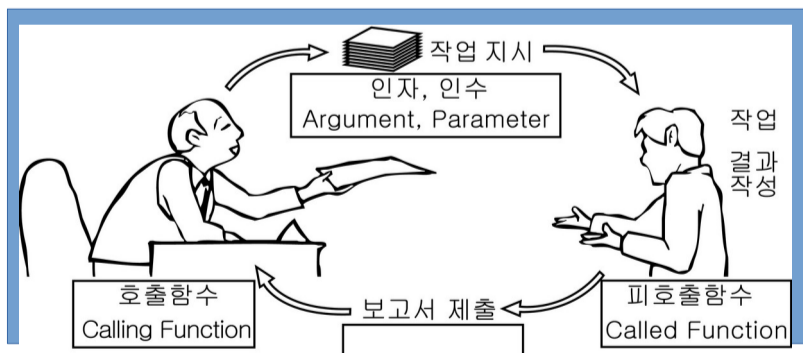 작업 지시
인자, 인수
Argument, Parameter
작업
결과
작성
호출함수
Calling Function
보고서 제출
피호출함수
Called Function